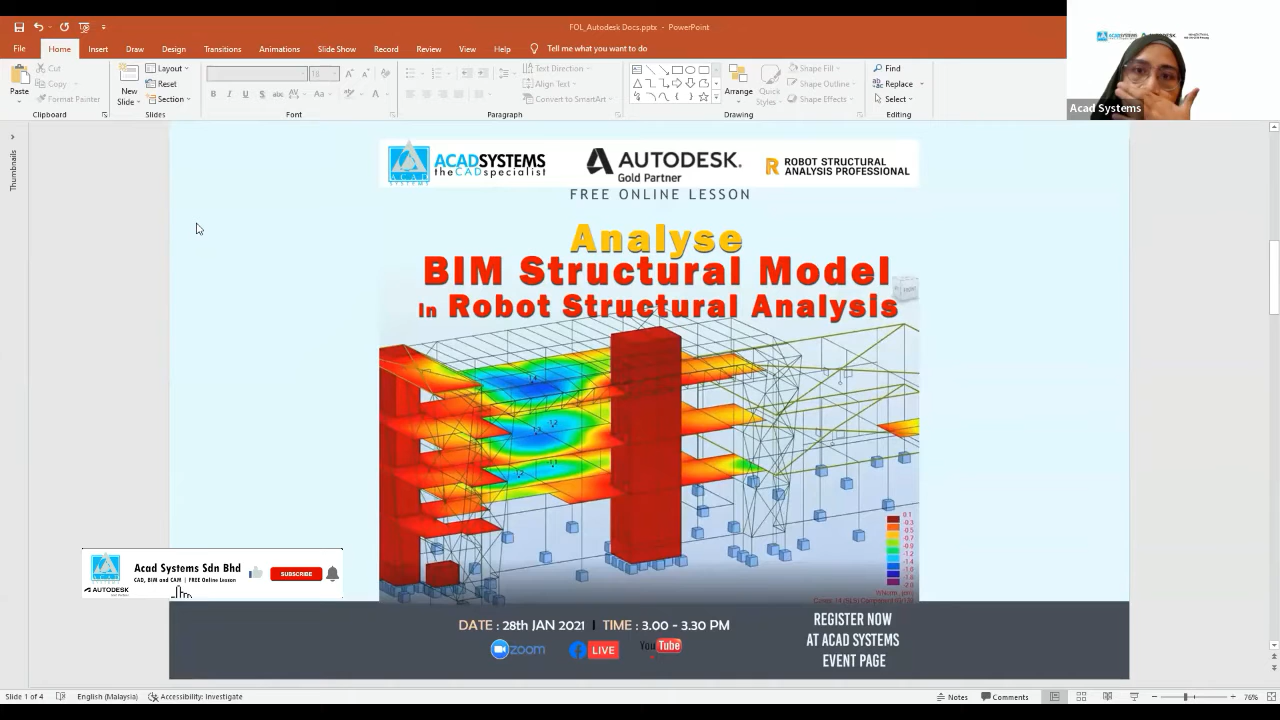 FOL_Autodesk Docs.pptx - PowerPoint
File Home Insert Draw Design Transitions Animations Slide Show Record Review View Help Tell me what you want to do
Paste
Cut
Copy
Format Painter
Clipboard
New Slide
Layout
Reset
Section
Slides
18
Font
Text Direction
Align Text
Convert to SmartArt
Paragraph
Arrange
Quick Styles
Shape Fill
Shape Outline
Shape Effects
Drawing
Find
Replace
Select
Editing
Acad Systems
Thumbnails
ACAD SYSTEMS
ACADSYSTEMS
theCADspecialist
AUTODESK.
Gold Partner
ROBOT STRUCTURAL
ANALYSIS PROFESSIONAL
FREE ONLINE LESSON
Analyse
BIM Structural Model
In Robot Structural Analysis
Acad Systems Sdn Bhd
CAD, BIM and CAM | FREE Online Lesson
SUBSCRIBE
AUTODESK
DATE : 28th JAN 2021 | TIME : 3.00 - 3.30 PM
zoom LIVE YouTube
REGISTER NOW
AT ACAD SYSTEMS
EVENT PAGE
Slide 1 of 4 English (Malaysia) Accessibility: Investigate Notes Comments 76%